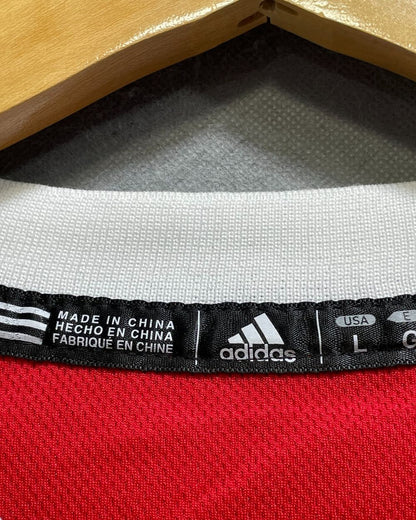 MADE IN CHINA
HECHO EN CHINA
FABRIQUÉ EN CHINE
adidas
USA
L
E